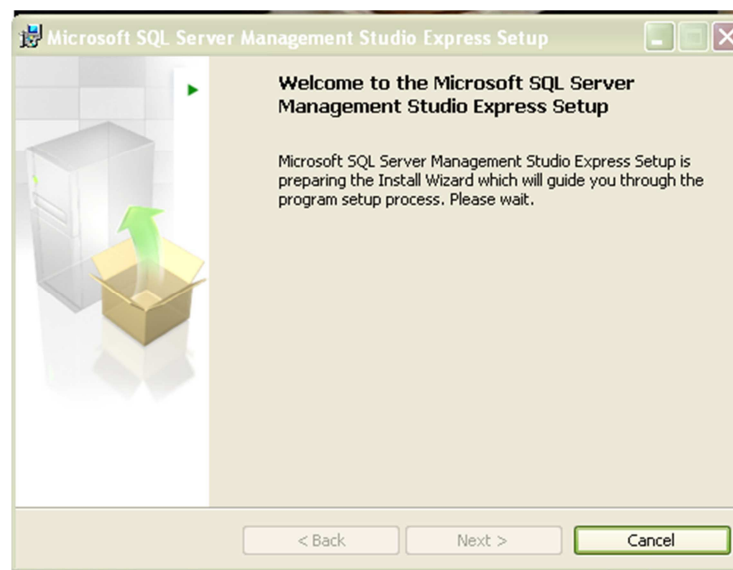 Microsoft SQL Server Management Studio Express Setup
Welcome to the Microsoft SQL Server
Management Studio Express Setup
Microsoft SQL Server Management Studio Express Setup is
preparing the Install Wizard which will guide you through the
program setup process. Please wait.
< Back Next > Cancel